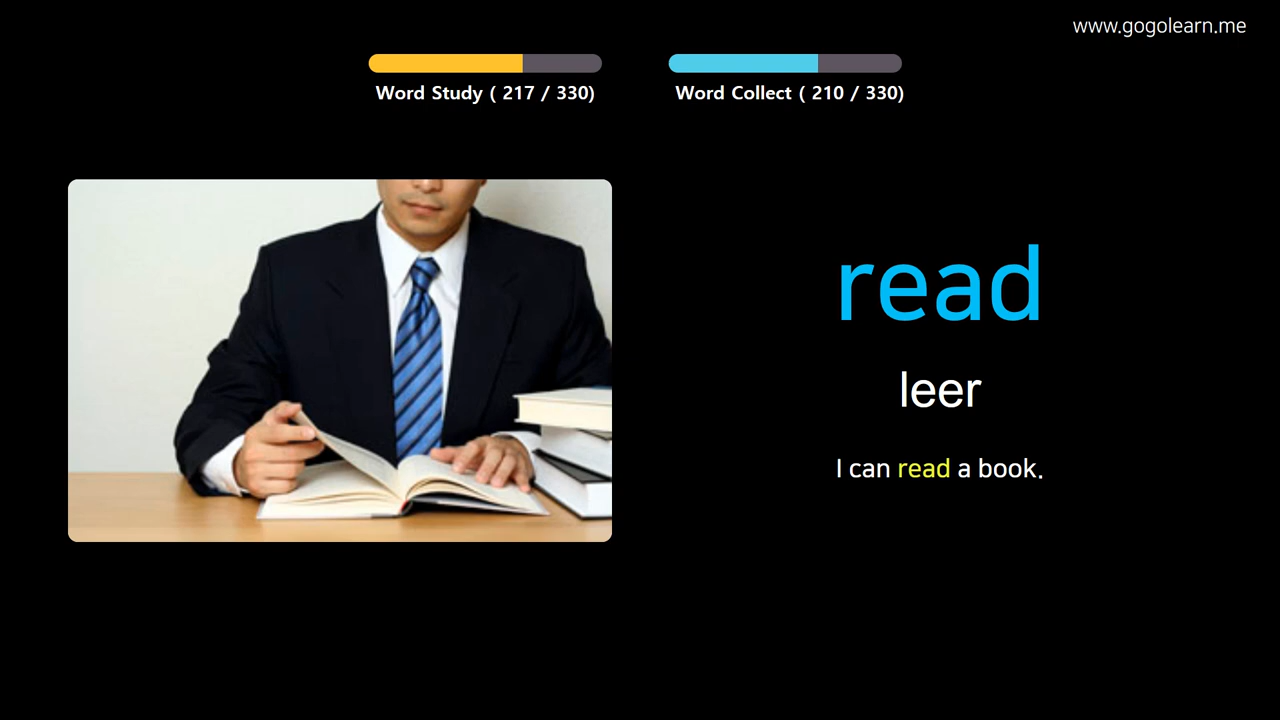 www.gogolearn.me
Word Study ( 217 / 330)
Word Collect ( 210 / 330)
read
leer
I can read a book.